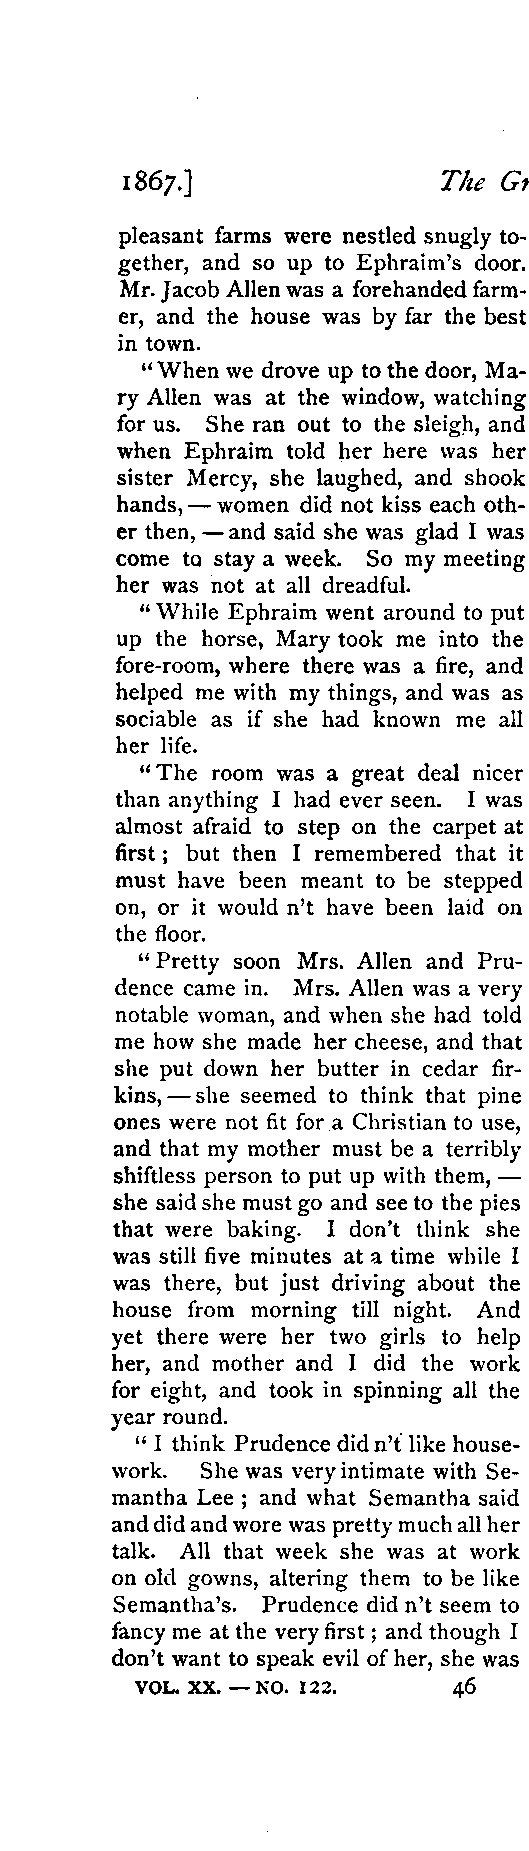 1867.] The Gr
pleasant farms were nestled snugly to-
gether, and so up to Ephraim's door.
Mr. Jacob Allen was a forehanded farm-
er, and the house was by far the best
in town.
"When we drove up to the door, Ma-
ry Allen was at the window, watching
for us. She ran out to the sleigh, and
when Ephraim told her here was her
sister Mercy, she laughed, and shook
hands, — women did not kiss each oth-
er then, — and said she was glad I was
come to stay a week. So my meeting
her was not at all dreadful.
"While Ephraim went around to put
up the horse, Mary took me into the
fore-room, where there was a fire, and
helped me with my things, and was as
sociable as if she had known me all
her life.
"The room was a great deal nicer
than anything I had ever seen. I was
almost afraid to step on the carpet at
first; but then I remembered that it
must have been meant to be stepped
on, or it would n't have been laid on
the floor.
"Pretty soon Mrs. Allen and Pru-
dence came in. Mrs. Allen was a very
notable woman, and when she had told
me how she made her cheese, and that
she put down her butter in cedar fir-
kins, — she seemed to think that pine
ones were not fit for a Christian to use,
and that my mother must be a terribly
shiftless person to put up with them, —
she said she must go and see to the pies
that were baking. I don't think she
was still five minutes at a time while I
was there, but just driving about the
house from morning till night. And
yet there were her two girls to help
her, and mother and I did the work
for eight, and took in spinning all the
year round.
"I think Prudence did n't like house-
work. She was very intimate with Se-
mantha Lee; and what Semantha said
and did and wore was pretty much all her
talk. All that week she was at work
on old gowns, altering them to be like
Semantha's. Prudence did n't seem to
fancy me at the very first; and though I
don't want to speak evil of her, she was
VOL. XX. — NO. 122. 46